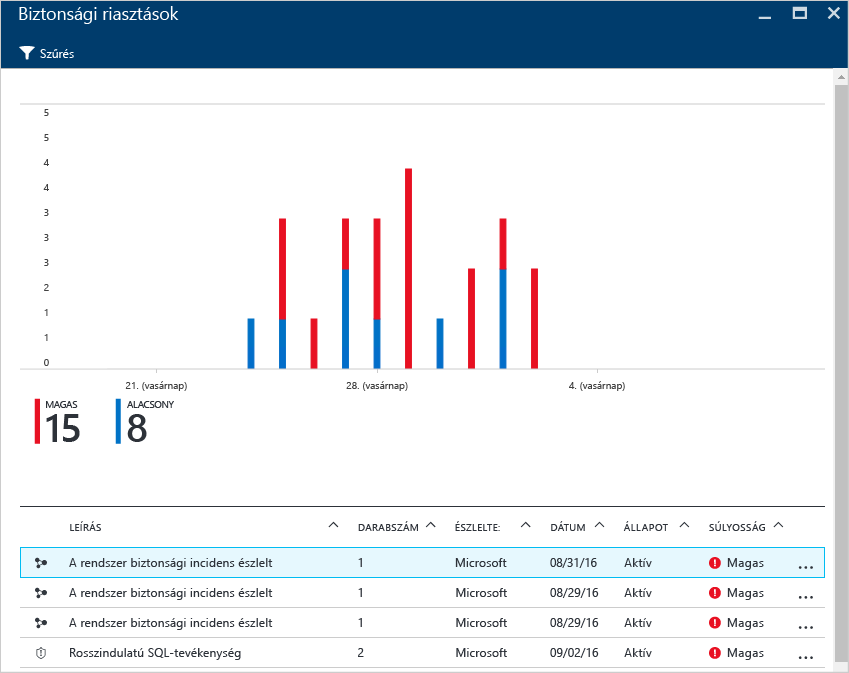 Biztonsági riasztások
Szűrés
5
5
4
4
3
3
3
2
1
1
0
21. (vasárnap) 28. (vasárnap) 4. (vasárnap)
MAGAS ALACSONY
15 8
LEÍRÁS DARABSZÁM ÉSZLELTE: DÁTUM ÁLLAPOT SÚLYOSSÁG
A rendszer biztonsági incidens észlelt 1 Microsoft 08/31/16 Aktív Magas ...
A rendszer biztonsági incidens észlelt 1 Microsoft 08/29/16 Aktív Magas ...
A rendszer biztonsági incidens észlelt 1 Microsoft 08/29/16 Aktív Magas ...
Rosszindulatú SQL-tevékenység 2 Microsoft 09/02/16 Aktív Magas ...